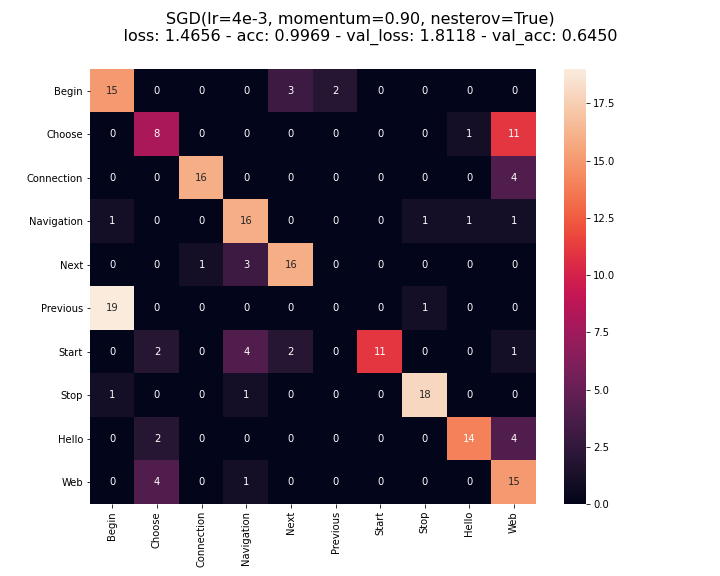 SGD(lr=4e-3, momentum=0.90, nesterov=True)
loss: 1.4656 - acc: 0.9969 - val_loss: 1.8118 - val_acc: 0.6450
Begin 15 0 0 0 3 2 0 0 0 0
Choose 0 8 0 0 0 0 0 0 1 11
Connection 0 0 16 0 0 0 0 0 0 4
Navigation 1 0 0 16 0 0 0 1 1 1
Next 0 0 1 3 16 0 0 0 0 0
Previous 19 0 0 0 0 0 0 1 0 0
Start 0 2 0 4 2 0 11 0 0 1
Stop 1 0 0 1 0 0 0 18 0 0
Hello 0 2 0 0 0 0 0 0 14 4
Web 0 4 0 1 0 0 0 0 0 15
Begin Choose Connection Navigation Next Previous Start Stop Hello Web
17.5
15.0
12.5
10.0
7.5
5.0
2.5
0.0